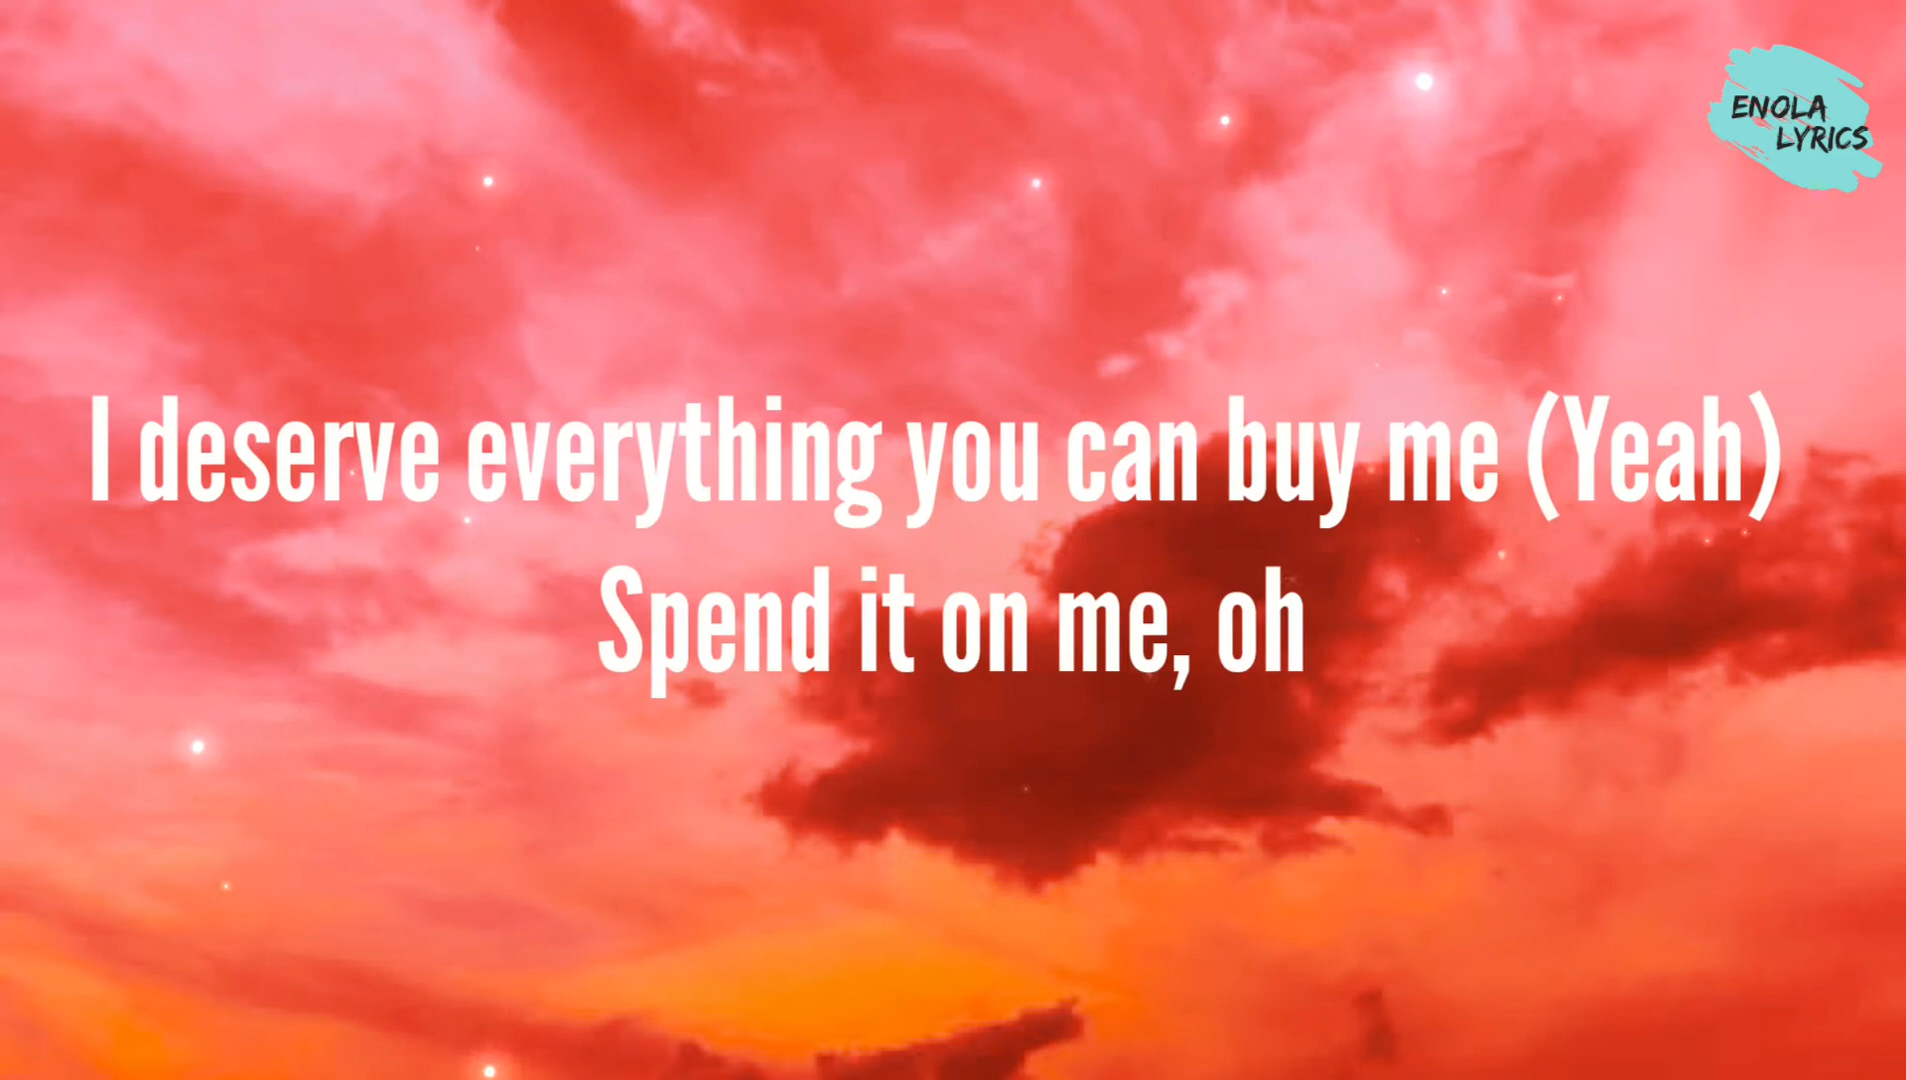 ENOLA
LYRICS
I deserve everything you can buy me (Yeah)
Spend it on me, oh